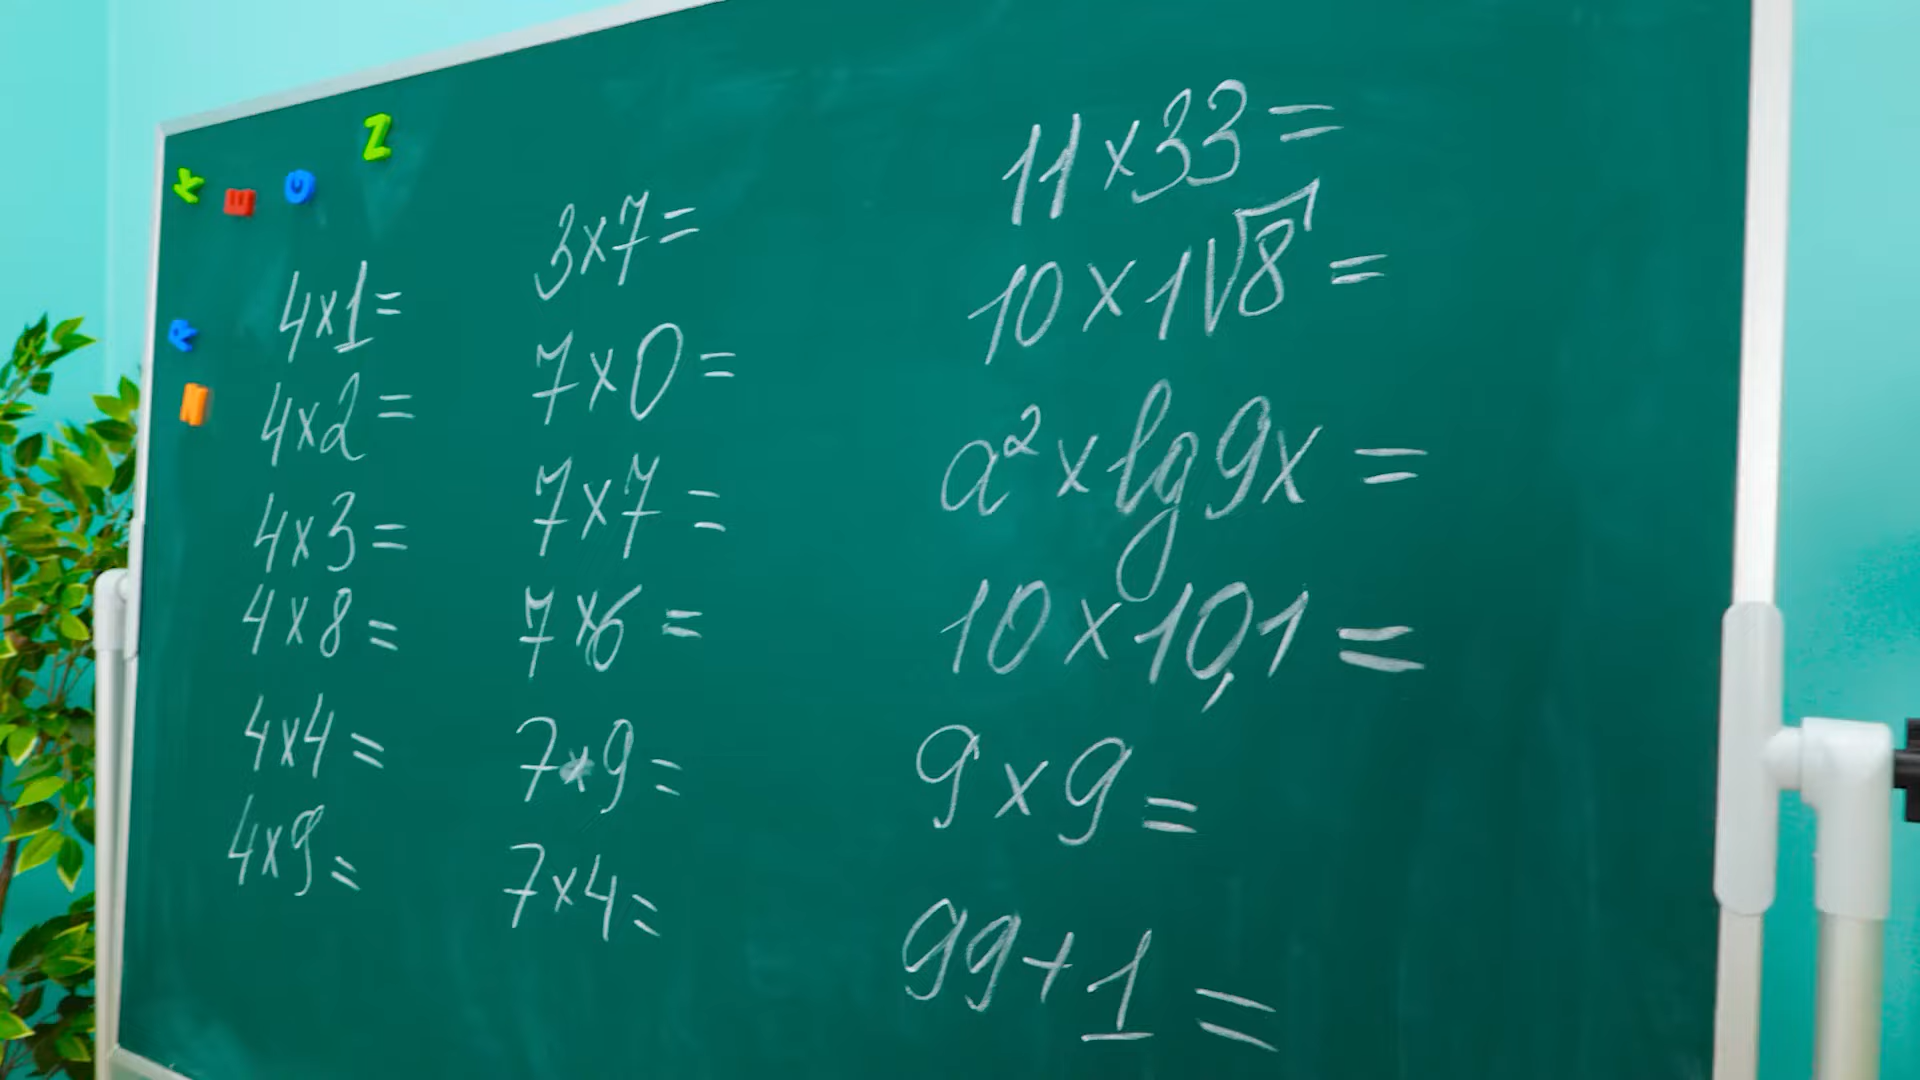 Z
K Ш U
4x1=
4x2=
4x3=
4x8=
4x4=
4x9=
3x7=
7x0=
7x7=
7x6=
7x9=
7x4=
11x33=
10x1√8=
a²xlg9x=
10x10,1=
9x9=
99+1=